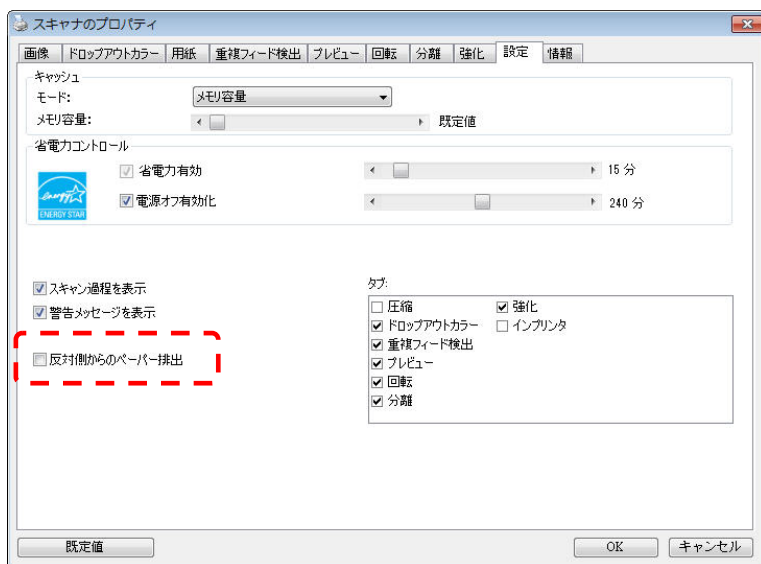 スキャナのプロパティ
画像 ドロップアウトカラー 用紙 重複フィード検出 プレビュー 回転 分離 強化 設定 情報
キャッシュ
モード: メモリ容量
メモリ容量: 既定値
省電力コントロール
省電力有効 15 分
電源オフ有効化 240 分
energy
ENERGY STAR
スキャン過程を表示
警告メッセージを表示
反対側からのペーパー排出
タブ:
圧縮 強化
ドロップアウトカラー インプリンタ
重複フィード検出
プレビュー
回転
分離
既定値 OK キャンセル